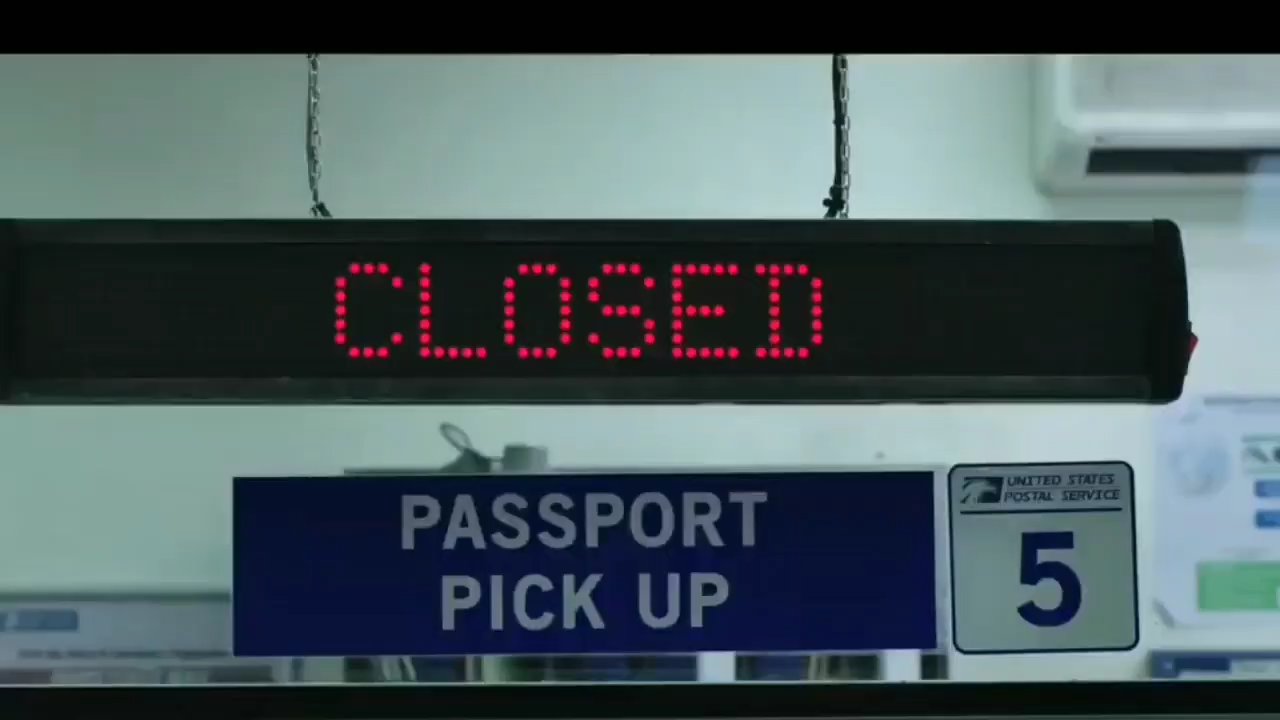 CLOSED
PASSPORT
PICK UP
UNITED STATES
POSTAL SERVICE
5